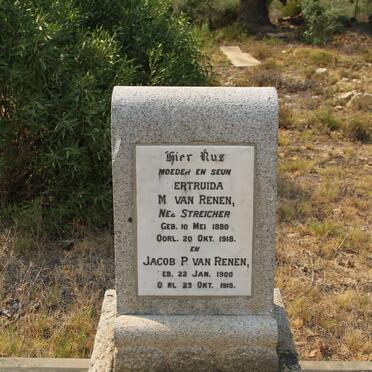 Hier Rus
MOEDER EN SEUN
ERTRUIDA
M VAN RENEN,
NEE STREICHER
GEB. 10 MEI 1880
OORL. 20 OKT. 1918.
EN
JACOB P. VAN RENEN,
EB. 22 JAN. 1900
O RL 23 OKT. 1918.